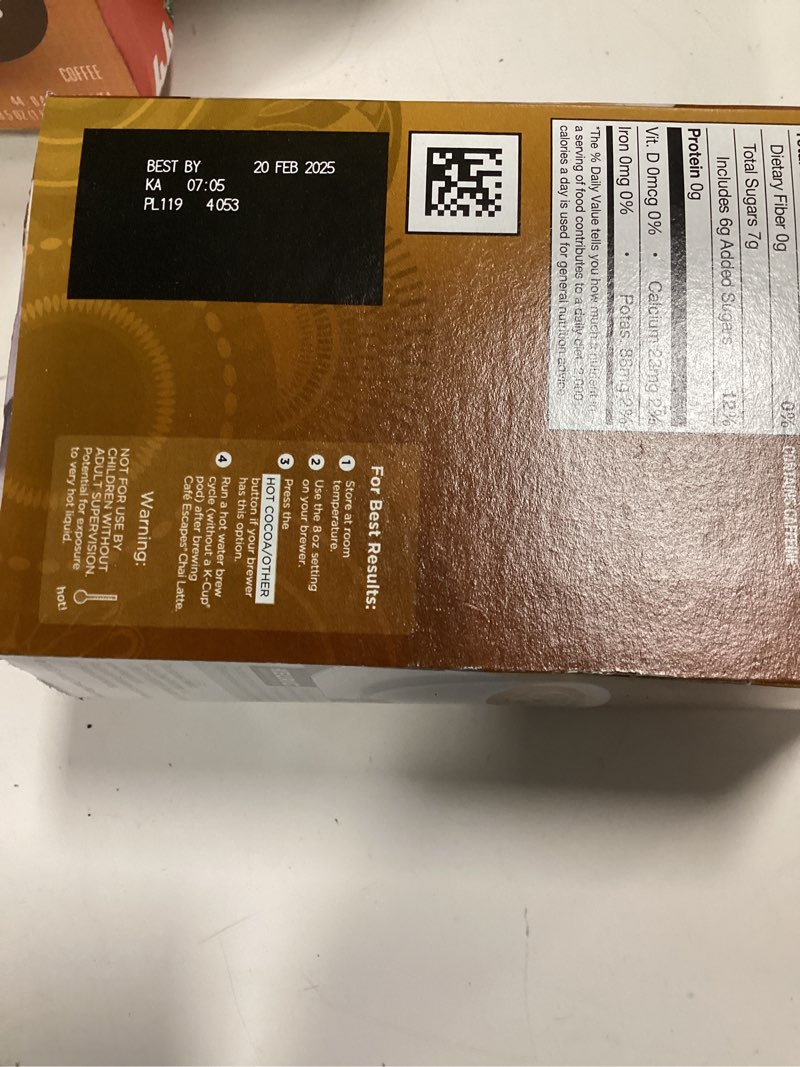 COFFEE
BEST BY 20 FEB 2025
KA 07:05
PL119 4053
Dietary Fiber 0g
0%
Total Sugars 7g
Includes 6g Added Sugars 12%
Protein 0g
Vit. D 0mcg 0% • Calcium 23mg 2%
Iron 0mg 0% • Potas. 88mg 2%
*The % Daily Value tells you how much a nutrient in
a serving of food contributes to a daily diet. 2,000
calories a day is used for general nutrition advice.
CONTAINS CAFFEINE
For Best Results:
1 Store at room
temperature.
2 Use the 8 oz setting
on your brewer.
3 Press the
HOT COCOA/OTHER
button if your brewer
has this option.
4 Run a hot water brew
cycle (without a K-Cup®
pod) after brewing
Café Escapes® Chai Latte.
Warning:
NOT FOR USE BY
CHILDREN WITHOUT
ADULT SUPERVISION.
Potential for exposure
to very hot liquid.
hot!